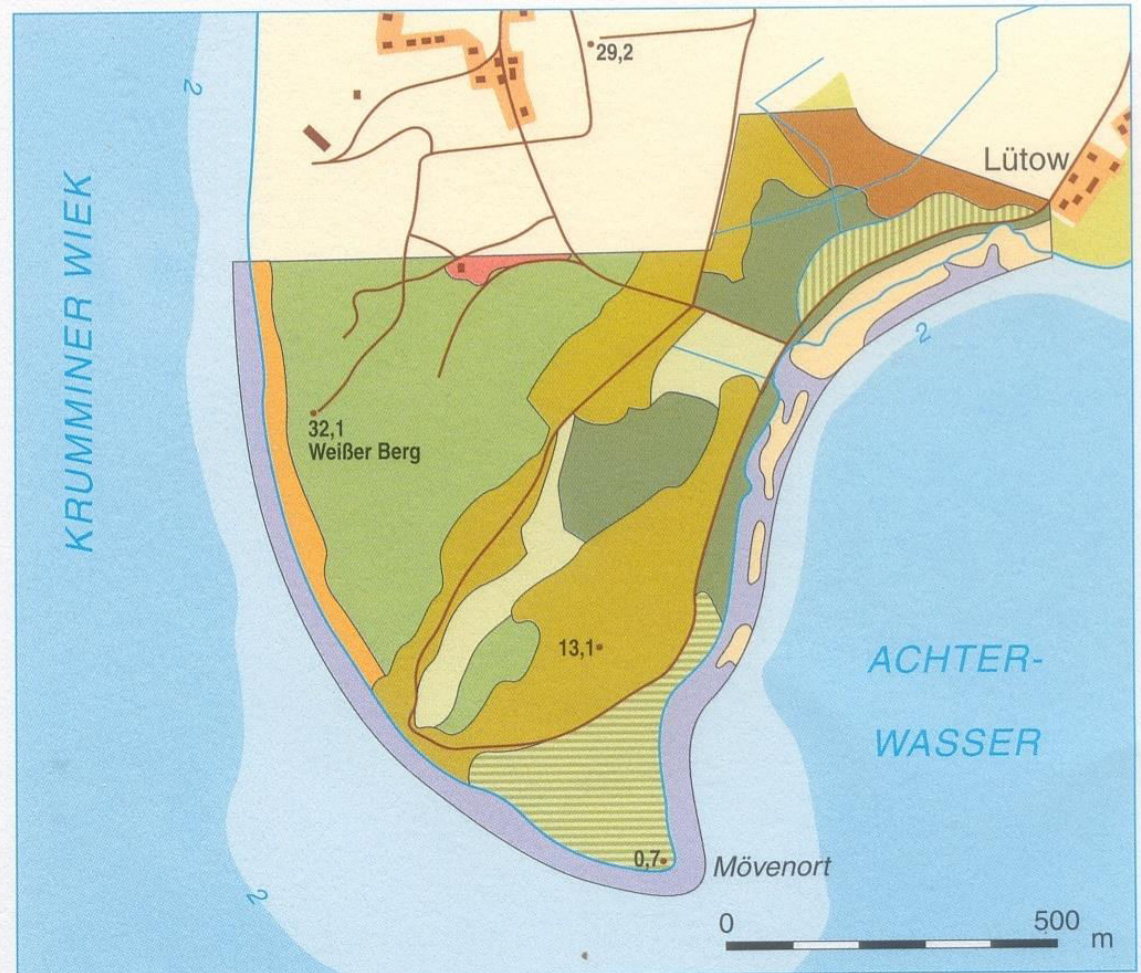 29,2
Lütow
2
KRUMMINER WIEK
2
32,1
Weißer Berg
13,1
ACHTER-
WASSER
0,7
Mövenort
2
0
500
m